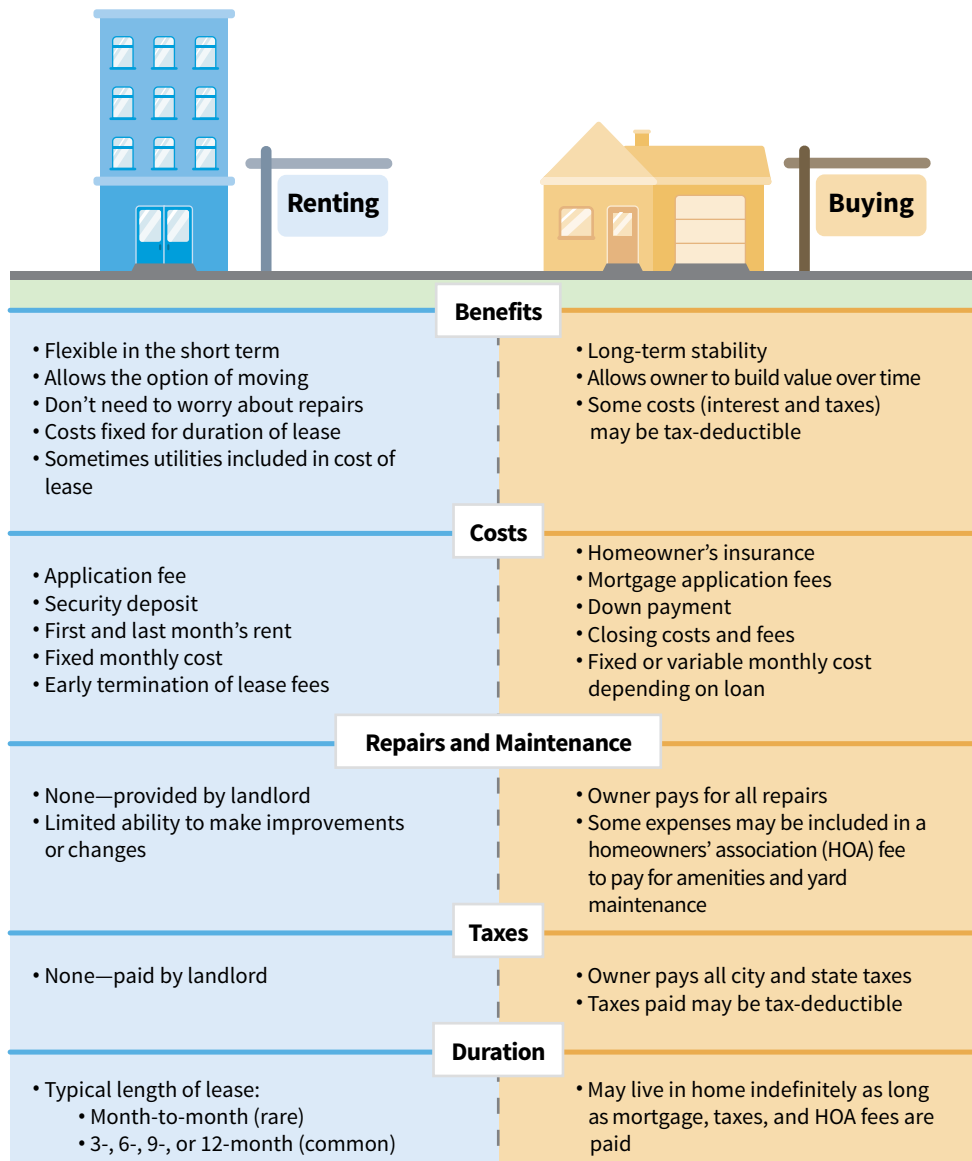 Renting
Buying
Benefits
• Flexible in the short term
• Allows the option of moving
• Don’t need to worry about repairs
• Costs fixed for duration of lease
• Sometimes utilities included in cost of
lease
• Long-term stability
• Allows owner to build value over time
• Some costs (interest and taxes)
may be tax-deductible
Costs
• Application fee
• Security deposit
• First and last month’s rent
• Fixed monthly cost
• Early termination of lease fees
• Homeowner’s insurance
• Mortgage application fees
• Down payment
• Closing costs and fees
• Fixed or variable monthly cost
depending on loan
Repairs and Maintenance
• None—provided by landlord
• Limited ability to make improvements
or changes
• Owner pays for all repairs
• Some expenses may be included in a
homeowners’ association (HOA) fee
to pay for amenities and yard
maintenance
Taxes
• None—paid by landlord
• Owner pays all city and state taxes
• Taxes paid may be tax-deductible
Duration
• Typical length of lease:
• Month-to-month (rare)
• 3-, 6-, 9-, or 12-month (common)
• May live in home indefinitely as long
as mortgage, taxes, and HOA fees are
paid